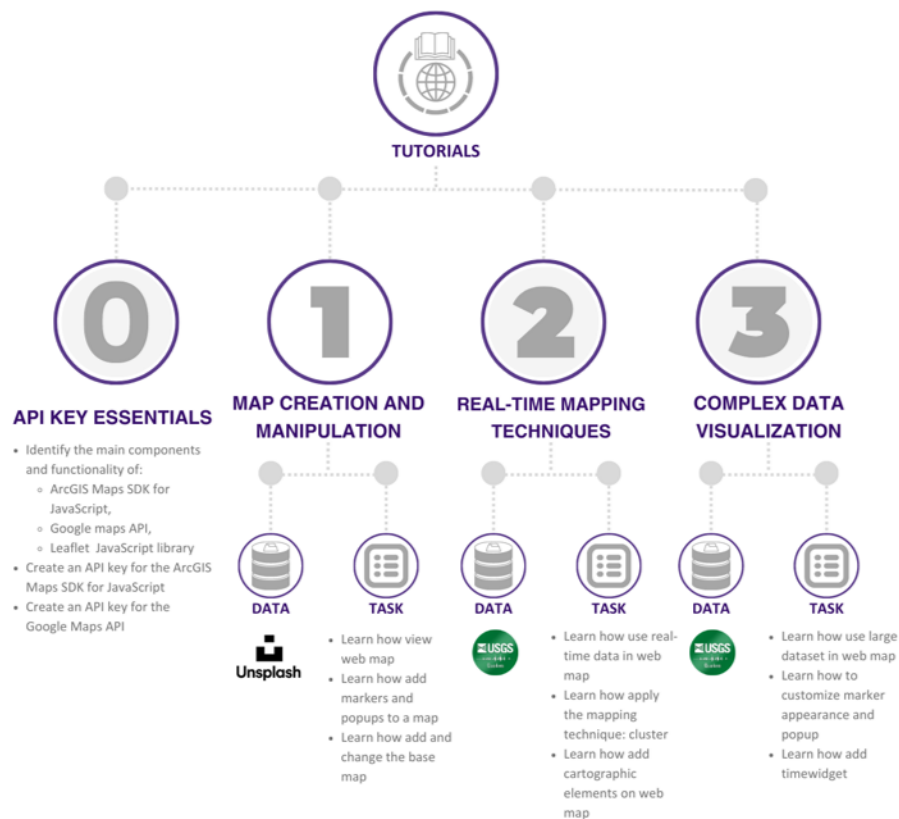 TUTORIALS
0
API KEY ESSENTIALS
• Identify the main components
and functionality of:
◦ ArcGIS Maps SDK for
JavaScript,
◦ Google maps API,
◦ Leaflet JavaScript library
• Create an API key for the ArcGIS
Maps SDK for JavaScript
• Create an API key for the
Google Maps API
1
MAP CREATION AND
MANIPULATION
DATA
Unsplash
TASK
• Learn how view
web map
• Learn how add
markers and
popups to a map
• Learn how add and
change the base
map
2
REAL-TIME MAPPING
TECHNIQUES
DATA
USGS
TASK
• Learn how use real-
time data in web
map
• Learn how apply
the mapping
technique: cluster
• Learn how add
cartographic
elements on web
map
3
COMPLEX DATA
VISUALIZATION
DATA
USGS
TASK
• Learn how use large
dataset in web map
• Learn how to
customize marker
appearance and
popup
• Learn how add
timewidget